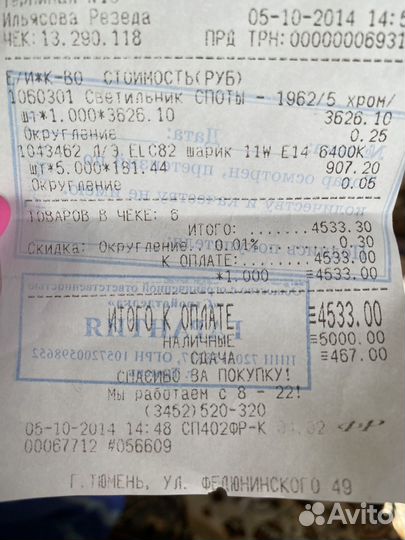 Ильясова Резеда 05-10-2014 14:5
ЧЕК: 13.290.118 ПРД ТРН:00000006931
Е/И*К-ВО СТОИМОСТЬ(РУБ)
1060301 Светильник СПОТЫ - 1962/5 хром/
шт*1.000*3626.10 3626.10
Округление 0.25
1043462 Л/Э ELC82 шарик 11W E14 6400K
шт*5.000*181.44 907.20
Округление 0.05
ТОВАРОВ В ЧЕКЕ: 6
ИТОГО:........4533.30
Скидка: Округление, 0.01% 0.30
К ОПЛАТЕ:.......4533.00
*1.000 ≡4533.00
ИТОГО К ОПЛАТЕ ≡4533.00
НАЛИЧНЫЕ ≡5000.00
СДАЧА ≡467.00
СПАСИБО ЗА ПОКУПКУ!
Мы работаем с 8 - 22!
(3452)520-320
05-10-2014 14:48 СП402ФР-К
00067712 #056609
Г.ТЮМЕНЬ, УЛ. ФЕДЮНИНСКОГО 49
Дата:
ГАРАНТИЯ
Avito